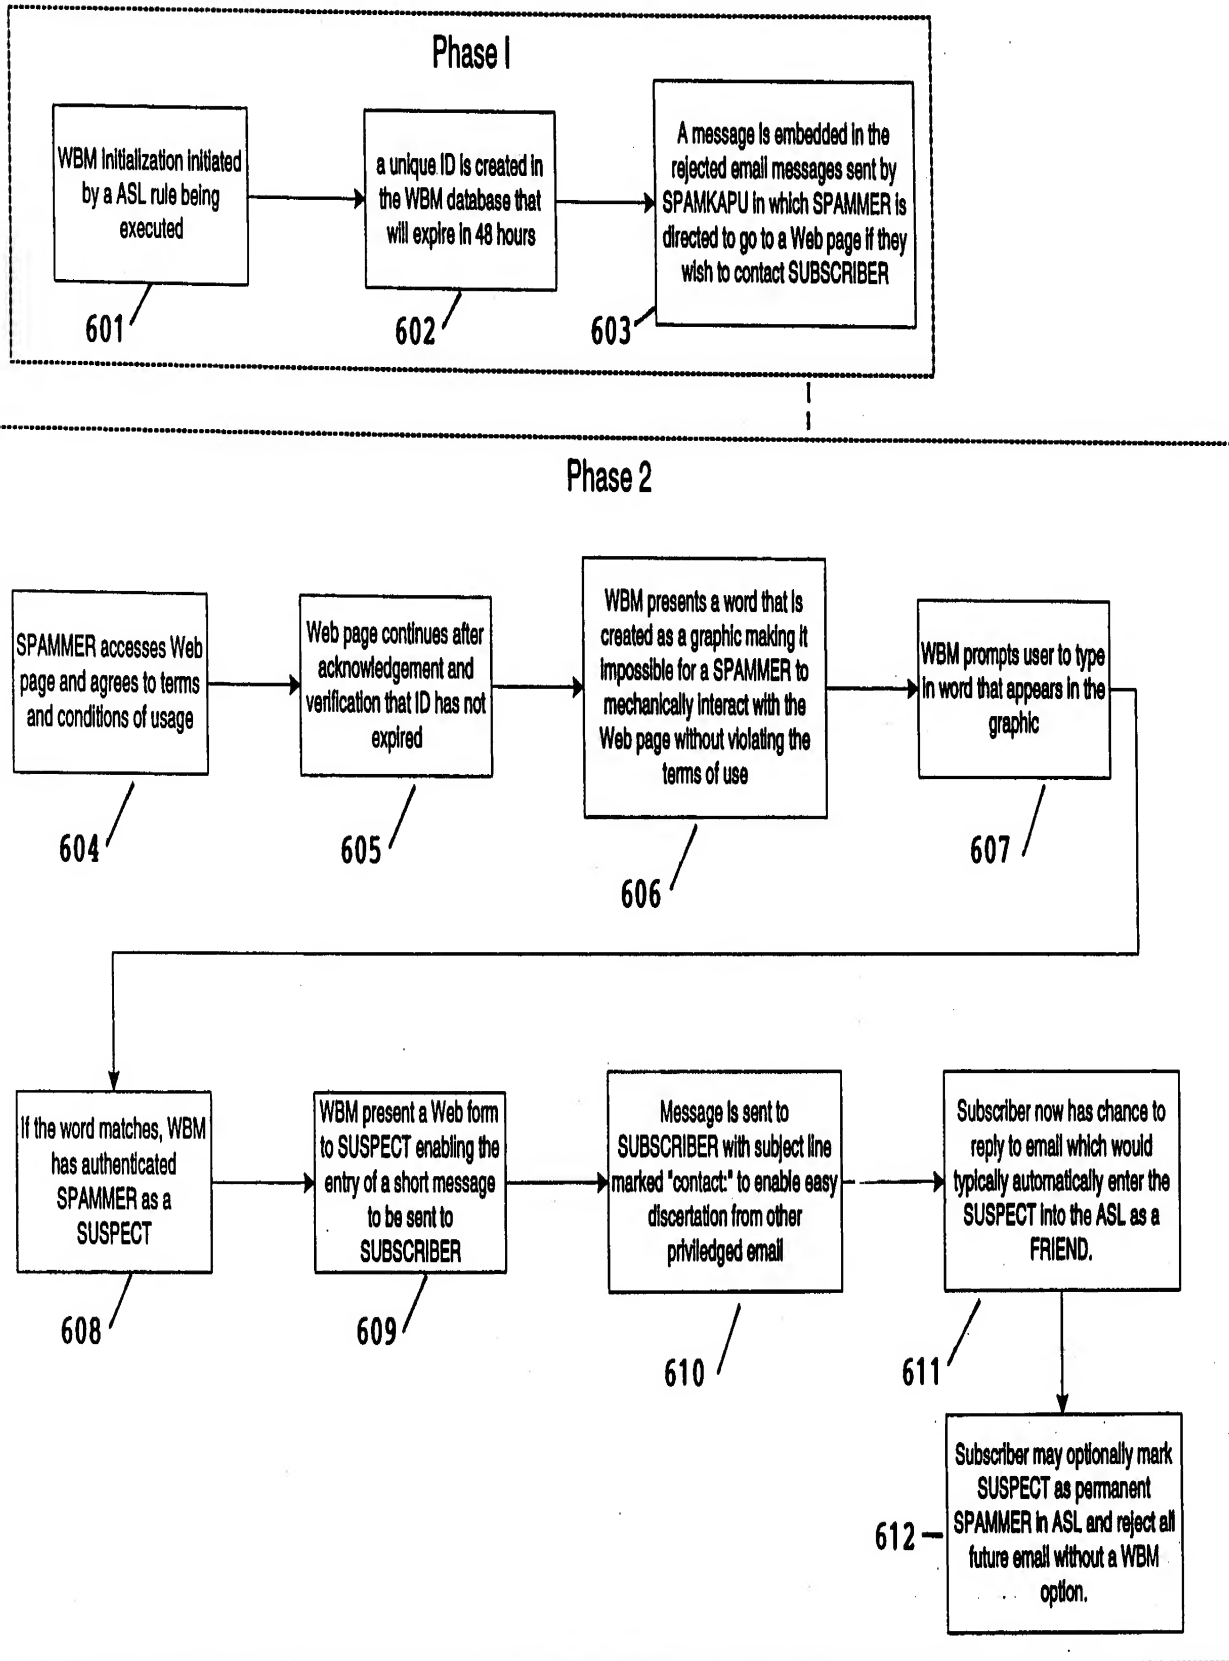 Phase I
WBM Initialization initiated
by a ASL rule being
executed
601
a unique ID is created in
the WBM database that
will expire in 48 hours
602
A message is embedded in the
rejected email messages sent by
SPAMKAPU in which SPAMMER is
directed to go to a Web page if they
wish to contact SUBSCRIBER
603
Phase 2
SPAMMER accesses Web
page and agrees to terms
and conditions of usage
604
Web page continues after
acknowledgement and
verification that ID has not
expired
605
WBM presents a word that is
created as a graphic making it
impossible for a SPAMMER to
mechanically interact with the
Web page without violating the
terms of use
606
WBM prompts user to type
in word that appears in the
graphic
607
If the word matches, WBM
has authenticated
SPAMMER as a
SUSPECT
608
WBM present a Web form
to SUSPECT enabling the
entry of a short message
to be sent to
SUBSCRIBER
609
Message is sent to
SUBSCRIBER with subject line
marked "contact:" to enable easy
discertation from other
priviledged email
610
Subscriber now has chance to
reply to email which would
typically automatically enter the
SUSPECT into the ASL as a
FRIEND.
611
Subscriber may optionally mark
SUSPECT as permanent
SPAMMER in ASL and reject all
future email without a WBM
option.
612